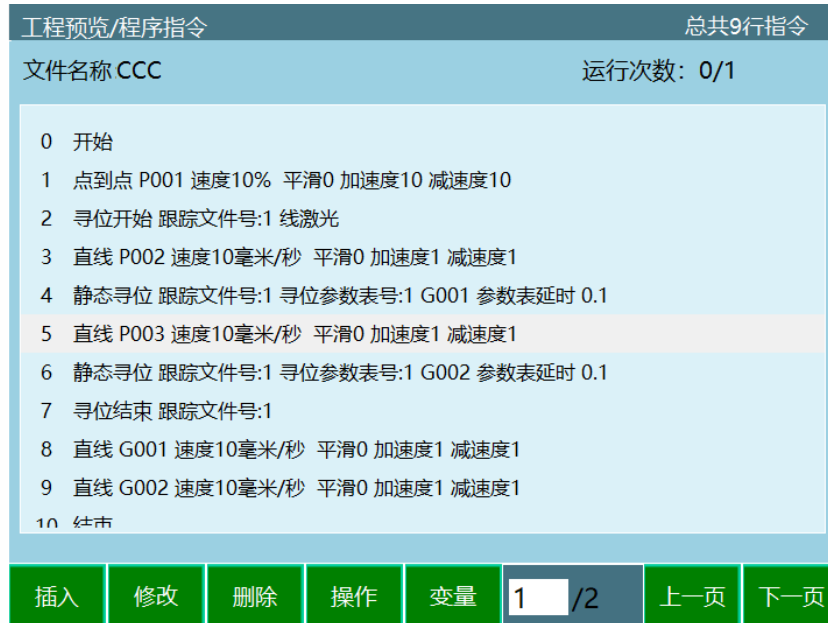 工程预览/程序指令 总共9行指令
文件名称:CCC 运行次数：0/1
0 开始
1 点到点 P001 速度10% 平滑0 加速度10 减速度10
2 寻位开始 跟踪文件号:1 线激光
3 直线 P002 速度10毫米/秒 平滑0 加速度1 减速度1
4 静态寻位 跟踪文件号:1 寻位参数表号:1 G001 参数表延时 0.1
5 直线 P003 速度10毫米/秒 平滑0 加速度1 减速度1
6 静态寻位 跟踪文件号:1 寻位参数表号:1 G002 参数表延时 0.1
7 寻位结束 跟踪文件号:1
8 直线 G001 速度10毫米/秒 平滑0 加速度1 减速度1
9 直线 G002 速度10毫米/秒 平滑0 加速度1 减速度1
10 结束
插入 修改 删除 操作 变量 1 /2 上一页 下一页